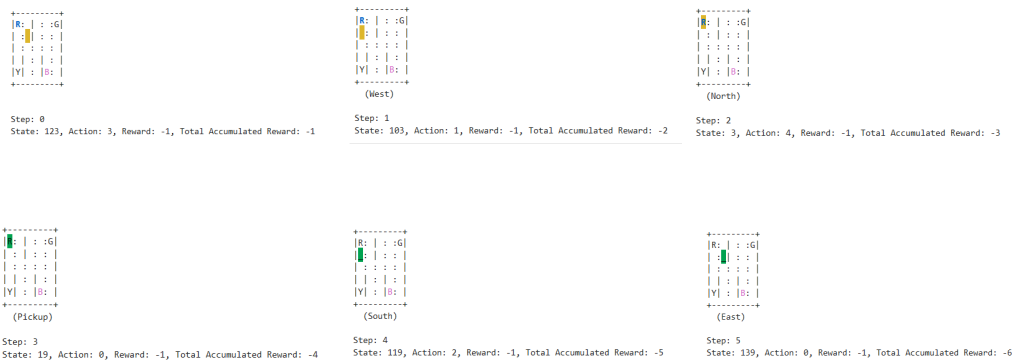 +---------+
|R: | : :G|
| : | : : |
| : : : : |
| | : | : |
|Y| : |B: |
+---------+
Step: 0
State: 123, Action: 3, Reward: -1, Total Accumulated Reward: -1
+---------+
|R: | : :G|
| : | : : |
| : : : : |
| | : | : |
|Y| : |B: |
+---------+
(West)
Step: 1
State: 103, Action: 1, Reward: -1, Total Accumulated Reward: -2
+---------+
|R: | : :G|
| : | : : |
| : : : : |
| | : | : |
|Y| : |B: |
+---------+
(North)
Step: 2
State: 3, Action: 4, Reward: -1, Total Accumulated Reward: -3
+---------+
|R: | : :G|
| : | : : |
| : : : : |
| | : | : |
|Y| : |B: |
+---------+
(Pickup)
Step: 3
State: 19, Action: 0, Reward: -1, Total Accumulated Reward: -4
+---------+
|R: | : :G|
|_: | : : |
| : : : : |
| | : | : |
|Y| : |B: |
+---------+
(South)
Step: 4
State: 119, Action: 2, Reward: -1, Total Accumulated Reward: -5
+---------+
|R: | : :G|
| :_| : : |
| : : : : |
| | : | : |
|Y| : |B: |
+---------+
(East)
Step: 5
State: 139, Action: 0, Reward: -1, Total Accumulated Reward: -6